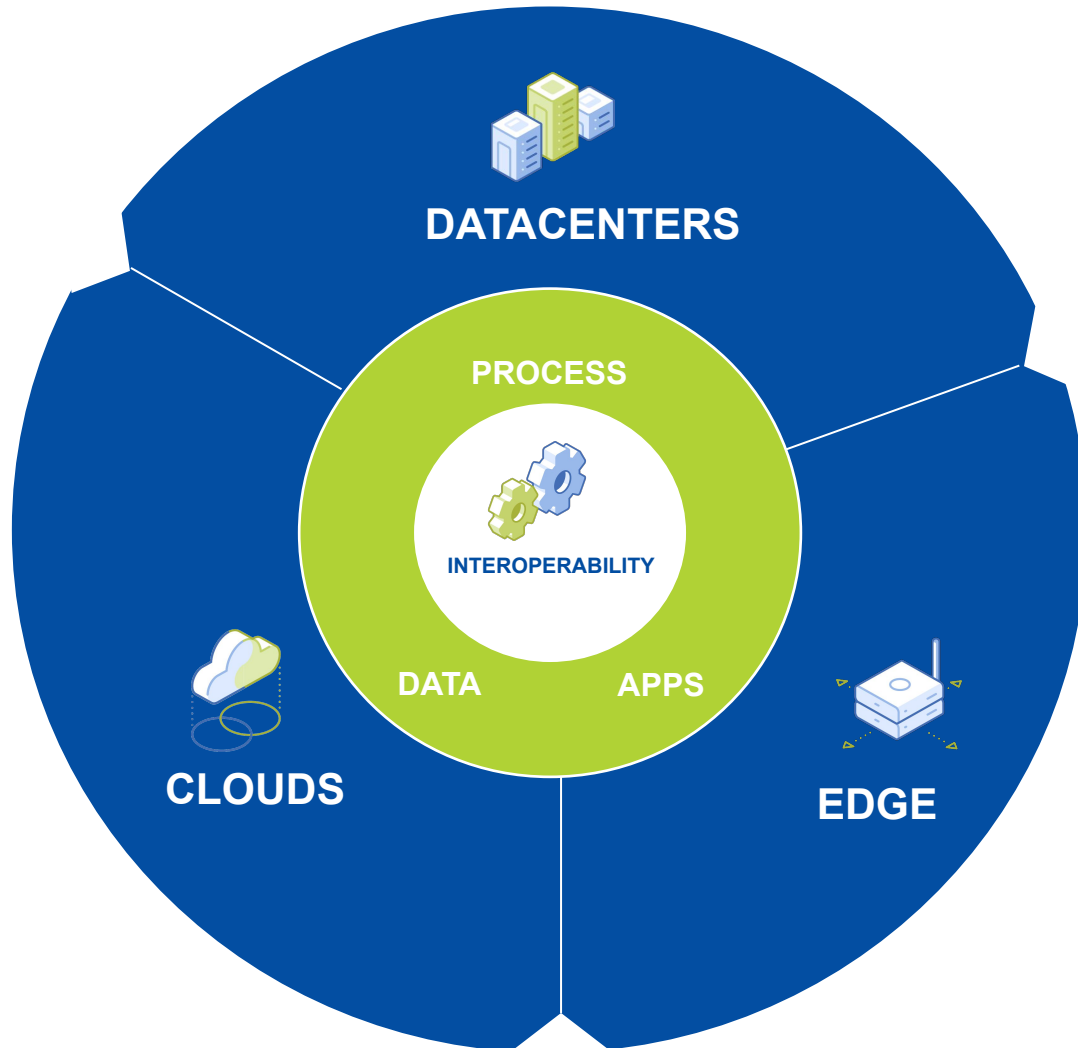 DATACENTERS
PROCESS
INTEROPERABILITY
DATA
APPS
CLOUDS
EDGE